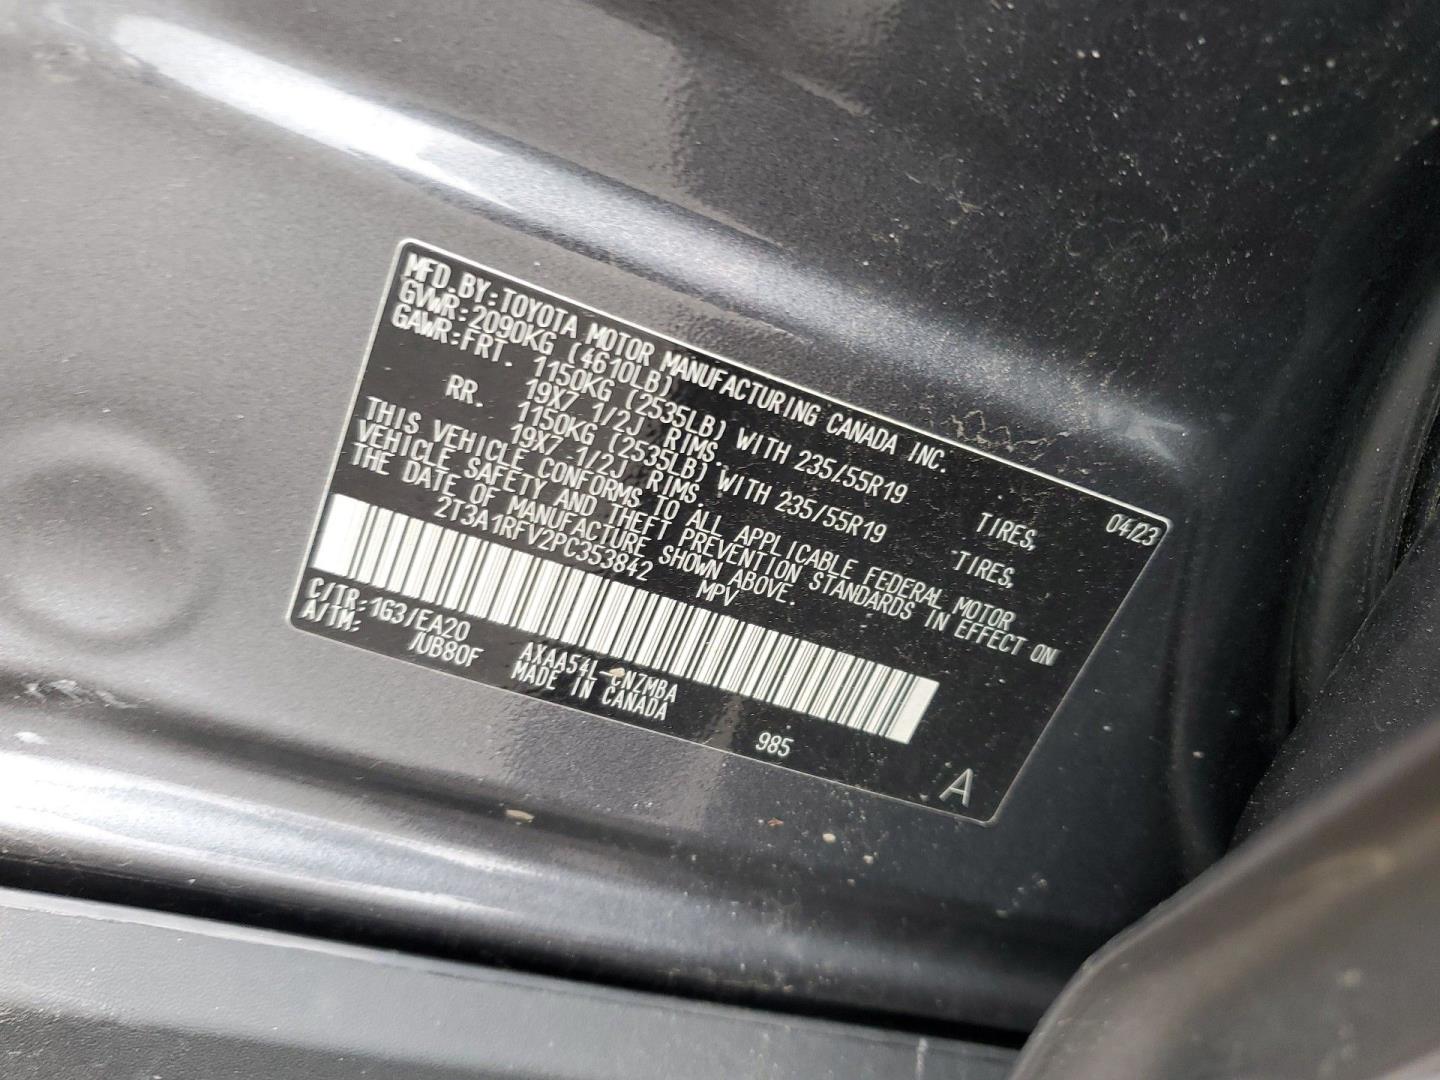 MFD.BY:TOYOTA MOTOR MANUFACTURING CANADA INC.
GVWR:2090KG (4610LB) 04/23
GAWR:FRT. 1150KG (2535LB) WITH 235/55R19 TIRES,
19X7 1/2J RIMS.
RR. 1150KG (2535LB) WITH 235/55R19 TIRES,
19X7 1/2J RIMS.
THIS VEHICLE CONFORMS TO ALL APPLICABLE FEDERAL MOTOR
VEHICLE SAFETY AND THEFT PREVENTION STANDARDS IN EFFECT ON
THE DATE OF MANUFACTURE SHOWN ABOVE.
2T3A1RFV2PC353842 MPV
C/TR:1G3/EA20 AXAA54L-CNZMBA
A/TM: /UB80F MADE IN CANADA
985
A